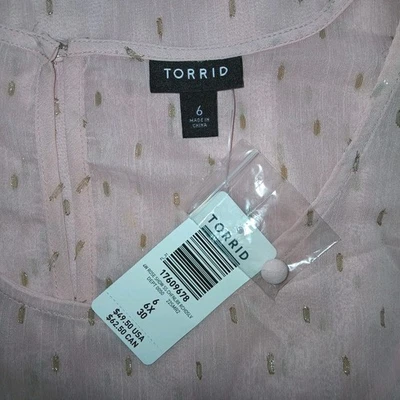 TORRID
6
MADE IN
CHINA
TORRID
17609678
6
6X
30
$49.50 USA
$62.50 CAN